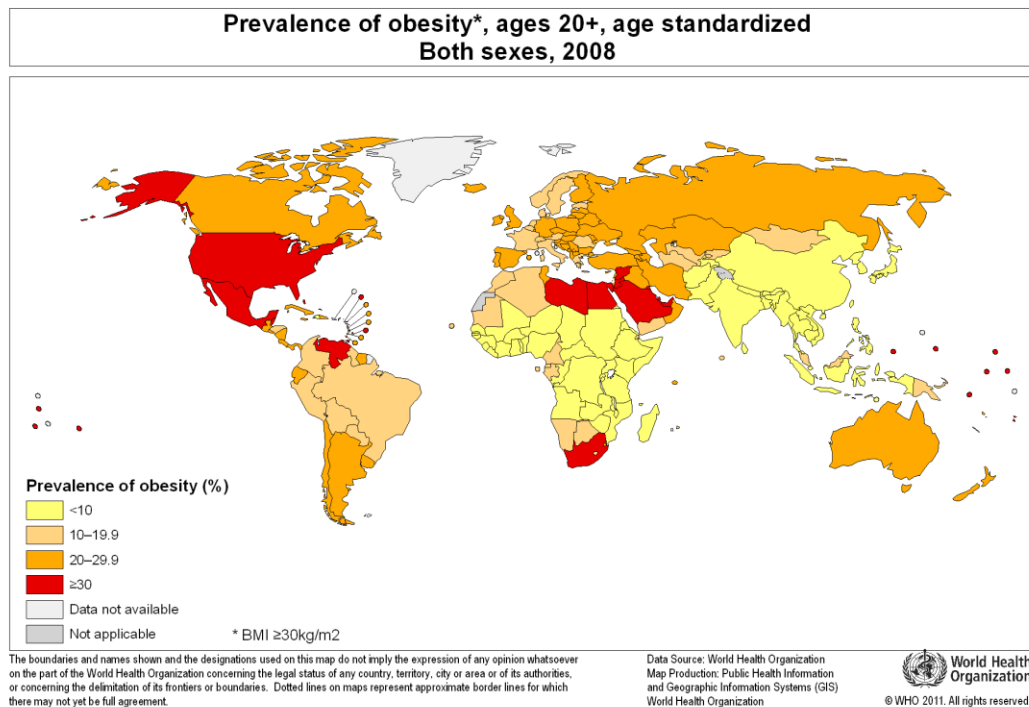 Prevalence of obesity*, ages 20+, age standardized
Both sexes, 2008
Prevalence of obesity (%)
<10
10–19.9
20–29.9
≥30
Data not available
Not applicable
* BMI ≥30kg/m2
The boundaries and names shown and the designations used on this map do not imply the expression of any opinion whatsoever
on the part of the World Health Organization concerning the legal status of any country, territory, city or area or of its authorities,
or concerning the delimitation of its frontiers or boundaries. Dotted lines on maps represent approximate border lines for which
there may not yet be full agreement.
Data Source: World Health Organization
Map Production: Public Health Information
and Geographic Information Systems (GIS)
World Health Organization
World Health
Organization
© WHO 2011. All rights reserved.